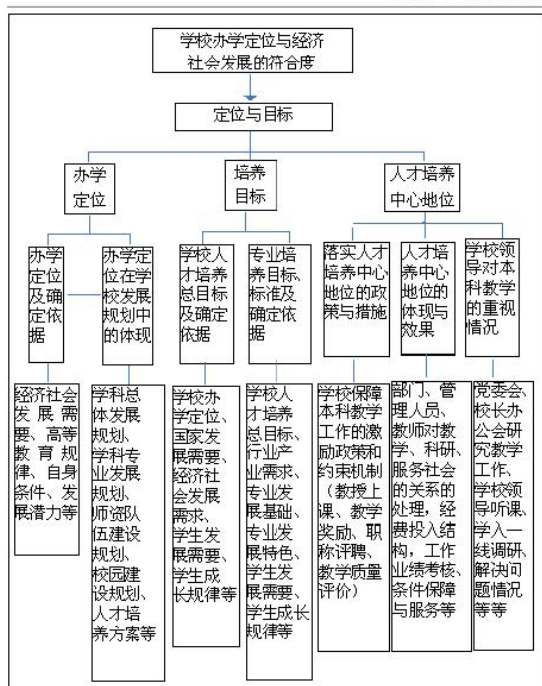 学校办学定位与经济
社会发展的符合度
定位与目标
办学
定位
培养
目标
人才培养
中心地位
办学
定位
及确
定依
据
办学定
位在学
校发展
规划中
的体现
学校人
才培养
总目标
及确定
依据
专业培
养目标、
标准及
确定依
据
落实人才
培养中心
地位的政
策与措施
人才培
养中心
地位的
体现与
效果
学校领
导对本
科教学
的重视
情况
经济社会
发展需
要、高等
教育规
律、自身
条件、发
展潜力等
学科总
体发展
规划、
学科专
业发展
规划、
师资队
伍建设
规划、
校园建
设规划、
人才培
养方案等
学校办
学定位、
国家发
展需要、
经济社
会发展
需求、
学生发
展需要、
学生成
长规律等
学校人
才培养
总目标、
行业产
业需求、
专业发
展基础、
专业发
展特色、
学生发
展需要、
学生成长
规律等
学校保障
本科教学
工作的激
励政策和
约束机制
（教授上
课、教学
奖励、职
称评聘、
教学质量
评价）
部门、管
理人员、
教师对教
学、科研、
服务社会
的关系的
处理，经
费投入结
构，工作
业绩考核、
条件保障
与服务等
党委会、
校长办
公会研
究教学
工作、
学校领
导听课、
学入一
线调研、
解决问
题情况
等等